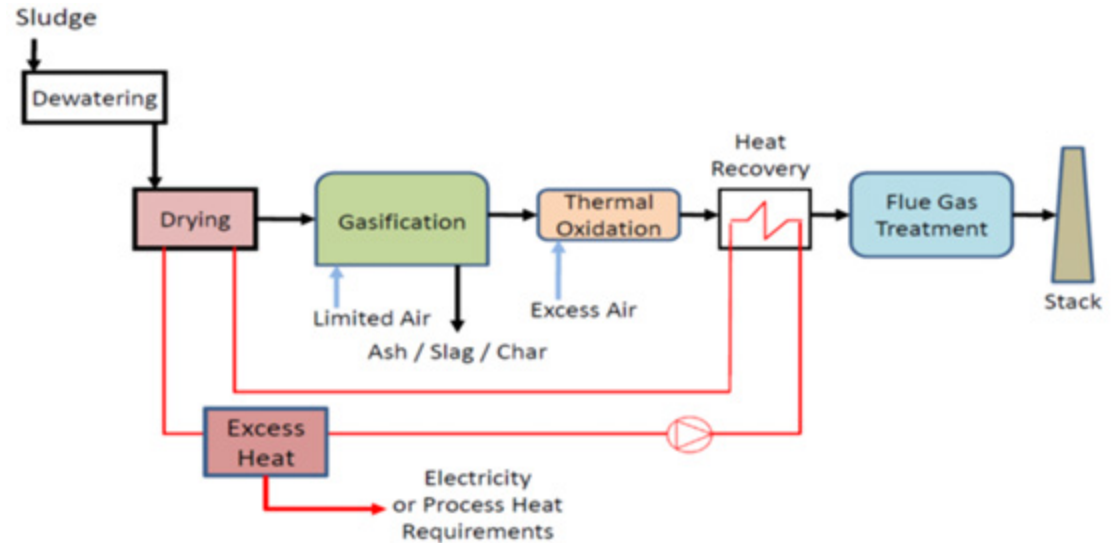 Sludge
Dewatering
Drying
Gasification
Thermal
Oxidation
Heat
Recovery
Flue Gas
Treatment
Stack
Limited Air
Excess Air
Ash / Slag / Char
Excess
Heat
Electricity
or Process Heat
Requirements